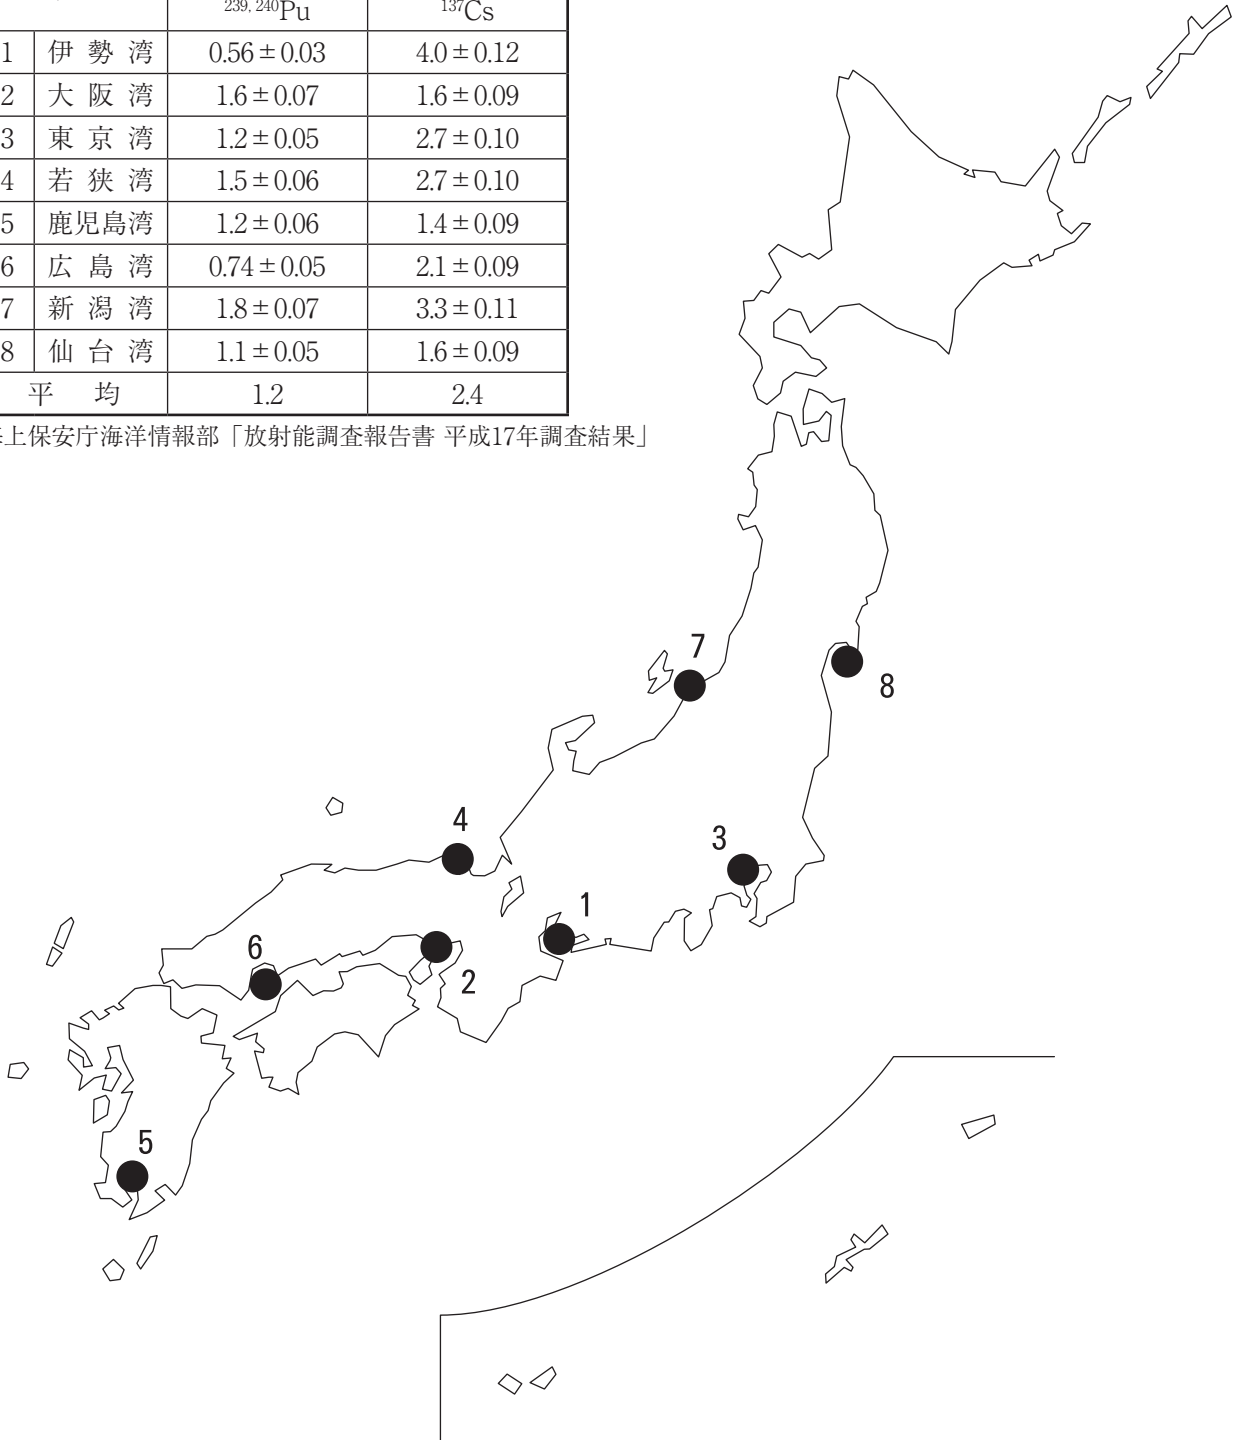 239, 240Pu 137Cs
1 伊勢湾 0.56±0.03 4.0±0.12
2 大阪湾 1.6±0.07 1.6±0.09
3 東京湾 1.2±0.05 2.7±0.10
4 若狭湾 1.5±0.06 2.7±0.10
5 鹿児島湾 1.2±0.06 1.4±0.09
6 広島湾 0.74±0.05 2.1±0.09
7 新潟湾 1.8±0.07 3.3±0.11
8 仙台湾 1.1±0.05 1.6±0.09
平均 1.2 2.4
上保安庁海洋情報部「放射能調査報告書 平成17年調査結果」
7
8
4
3
1
6
2
5